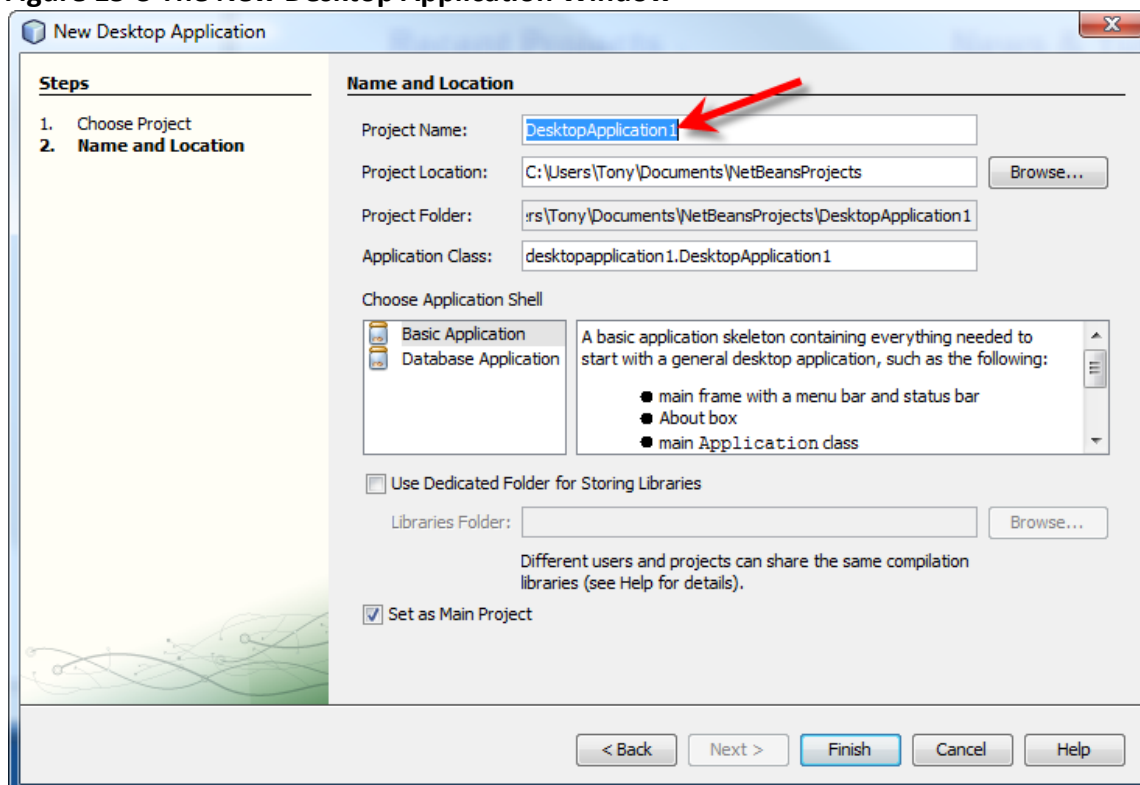 New Desktop Application
Steps
1. Choose Project
2. Name and Location
Name and Location
Project Name: DesktopApplication1
Project Location: C:\Users\Tony\Documents\NetBeansProjects Browse...
Project Folder: :rs\Tony\Documents\NetBeansProjects\DesktopApplication1
Application Class: desktopapplication1.DesktopApplication1
Choose Application Shell
Basic Application
Database Application
A basic application skeleton containing everything needed to
start with a general desktop application, such as the following:
● main frame with a menu bar and status bar
● About box
● main Application class
Use Dedicated Folder for Storing Libraries
Libraries Folder: Browse...
Different users and projects can share the same compilation
libraries (see Help for details).
Set as Main Project
< Back Next > Finish Cancel Help